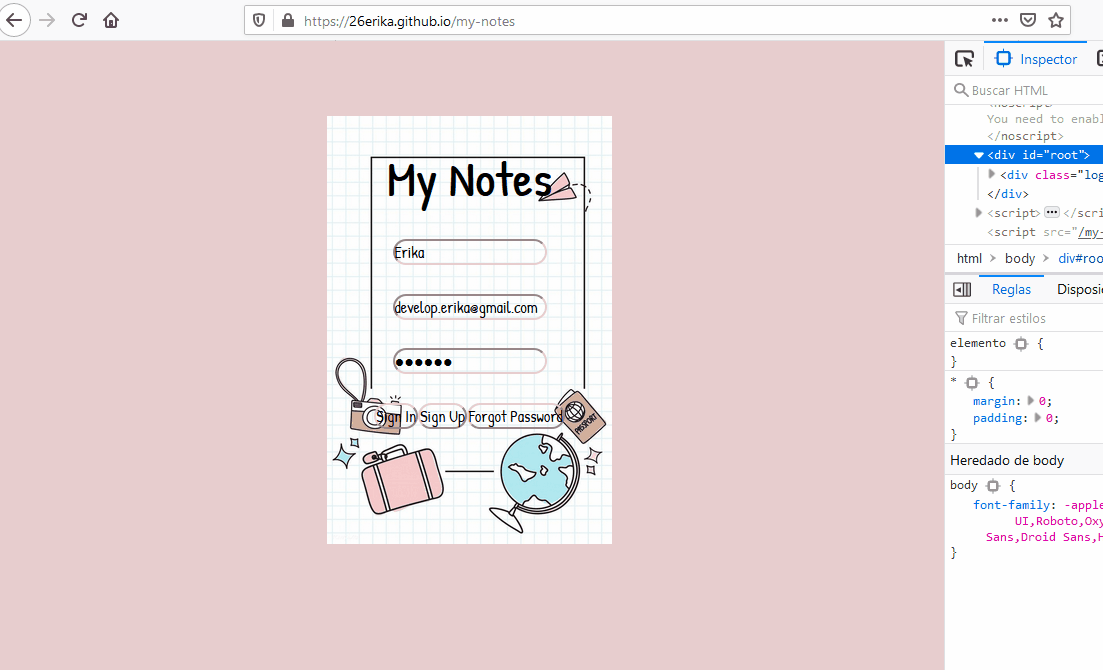 https://26erika.github.io/my-notes
Inspector
Buscar HTML
<noscript>
You need to enabl
</noscript>
<div id="root">
<div class="log
</div>
<script> ••• </scri
<script src="/my-
html > body > div#roo
Reglas
Disposi
Filtrar estilos
elemento {
}
* {
margin: 0;
padding: 0;
}
Heredado de body
body {
font-family: -apple
UI,Roboto,Oxy
Sans,Droid Sans,H
}
My Notes
Erika
develop.erika@gmail.com
●●●●●●
Sign In Sign Up Forgot Password
PASSPORT